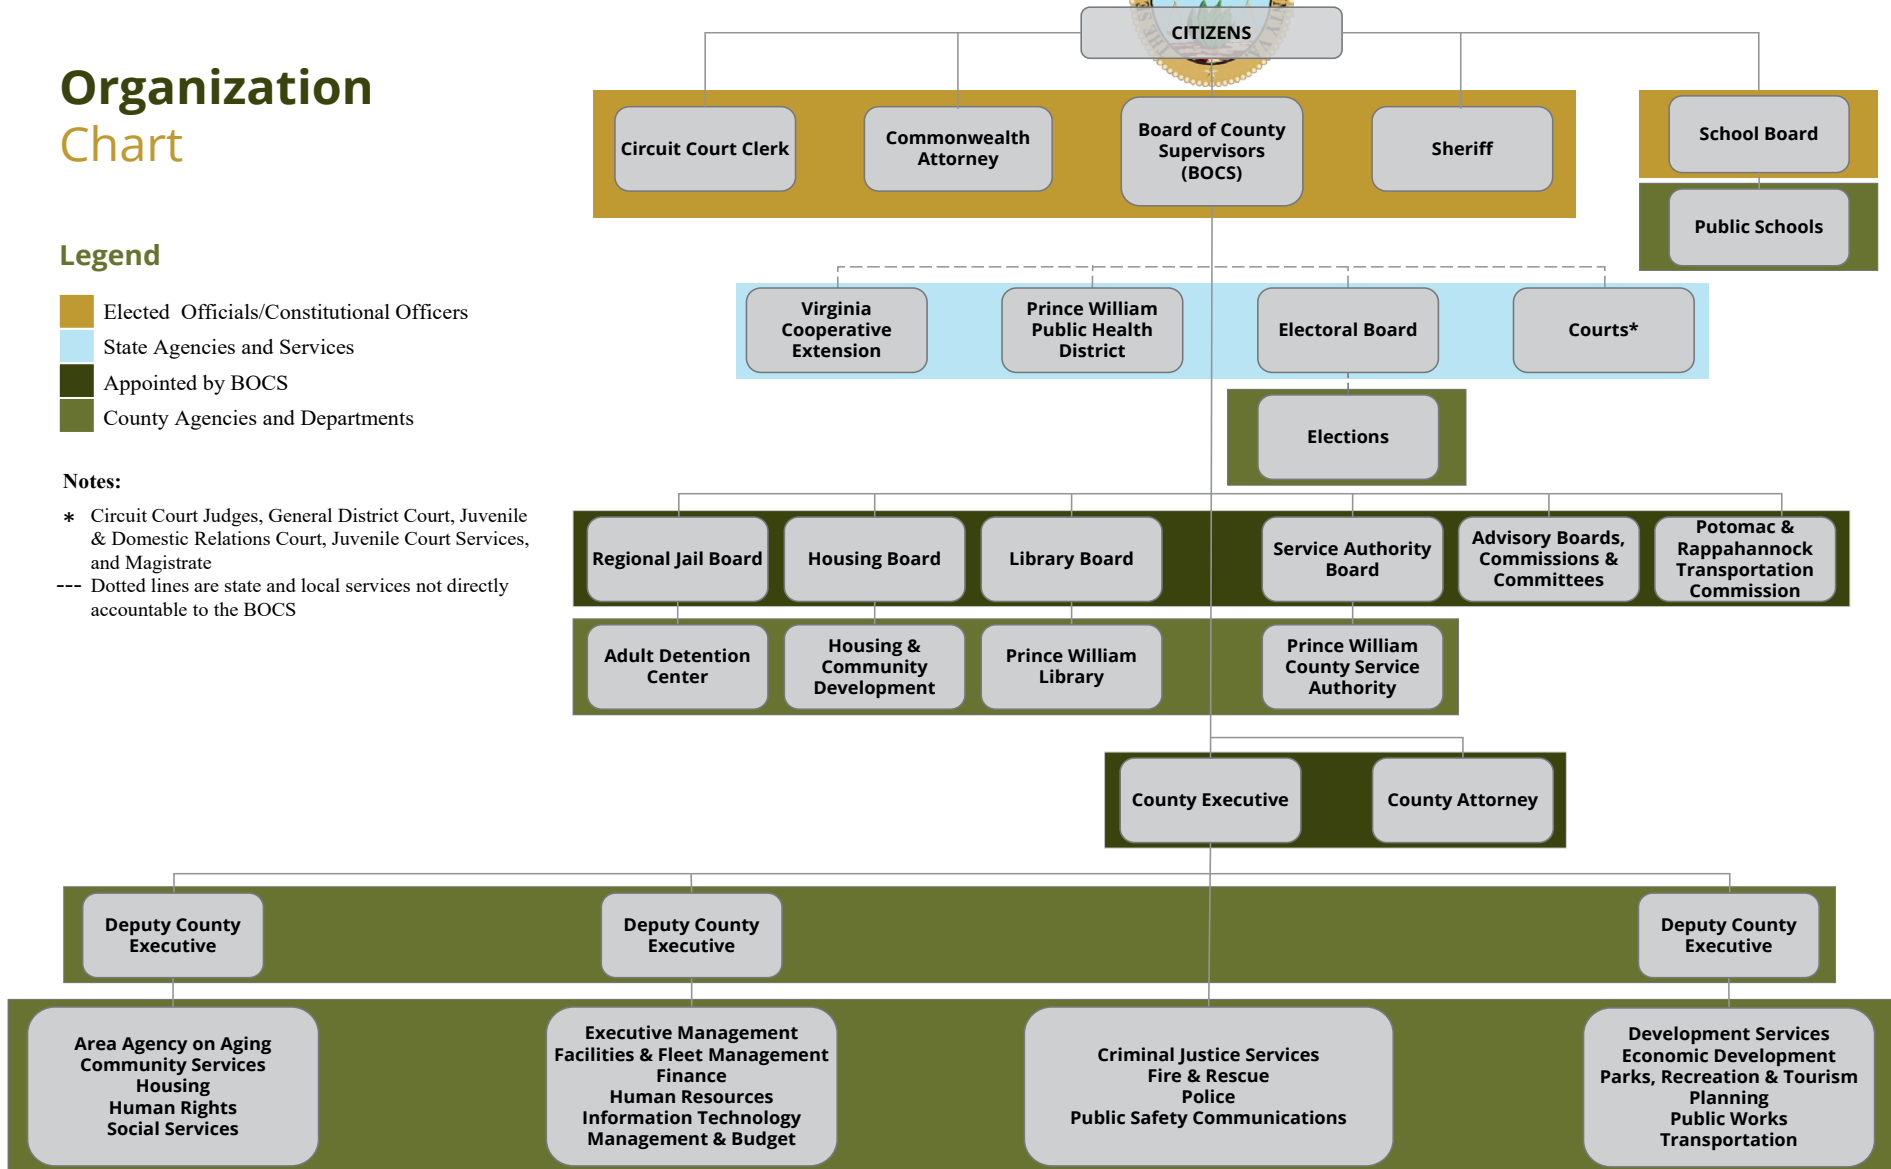 CITIZENS
Organization
Chart
Circuit Court Clerk
Commonwealth
Attorney
Board of County
Supervisors
(BOCS)
Sheriff
School Board
Public Schools
Legend
Elected  Officials/Constitutional Officers
State Agencies and Services
Appointed by BOCS
County Agencies and Departments
Virginia
Cooperative
Extension
Prince William
Public Health
District
Electoral Board
Courts*
Elections
Notes:
* Circuit Court Judges, General District Court, Juvenile
& Domestic Relations Court, Juvenile Court Services,
and Magistrate
--- Dotted lines are state and local services not directly
accountable to the BOCS
Regional Jail Board
Housing Board
Library Board
Service Authority
Board
Advisory Boards,
Commissions &
Committees
Potomac &
Rappahannock
Transportation
Commission
Adult Detention
Center
Housing &
Community
Development
Prince William
Library
Prince William
County Service
Authority
County Executive
County Attorney
Deputy County
Executive
Deputy County
Executive
Deputy County
Executive
Area Agency on Aging
Community Services
Housing
Human Rights
Social Services
Executive Management
Facilities & Fleet Management
Finance
Human Resources
Information Technology
Management & Budget
Criminal Justice Services
Fire & Rescue
Police
Public Safety Communications
Development Services
Economic Development
Parks, Recreation & Tourism
Planning
Public Works
Transportation